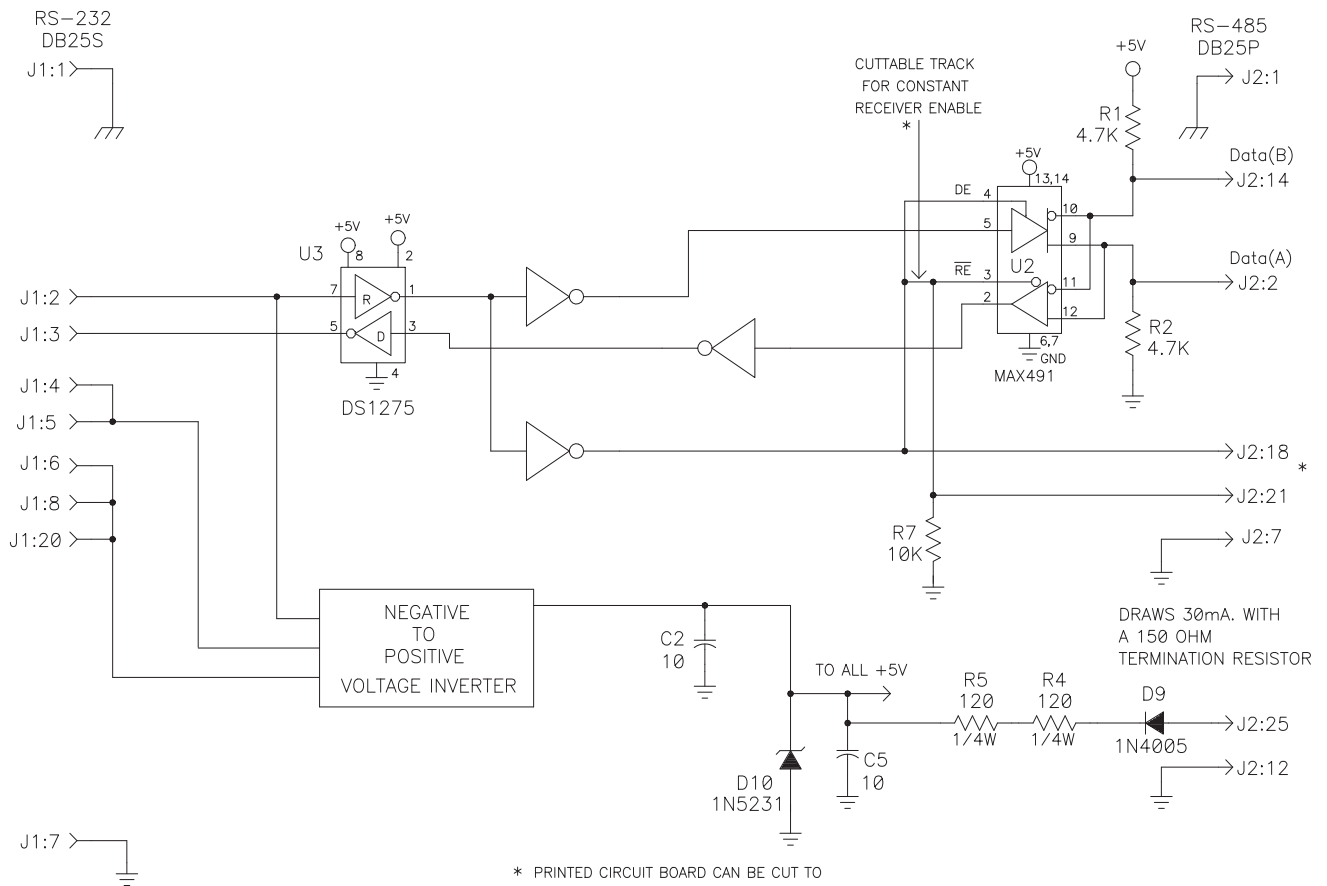 RS-232
DB25S
J1:1
RS-485
DB25P
J2:1
+5V
CUTTABLE TRACK
FOR CONSTANT
RECEIVER ENABLE
*
R1
4.7K
+5V
13,14
Data(B)
J2:14
DE
4
5
10
9
U2
RE
3
2
11
12
6,7
GND
MAX491
Data(A)
J2:2
R2
4.7K
U3
+5V
8
+5V
2
7
R
1
5
D
3
4
DS1275
J1:2
J1:3
J1:4
J1:5
J1:6
J1:8
J1:20
J2:18
*
J2:21
R7
10K
J2:7
NEGATIVE
TO
POSITIVE
VOLTAGE INVERTER
C2
10
DRAWS 30mA. WITH
A 150 OHM
TERMINATION RESISTOR
TO ALL +5V
R5
120
1/4W
R4
120
1/4W
D9
1N4005
J2:25
D10
1N5231
C5
10
J2:12
J1:7
* PRINTED CIRCUIT BOARD CAN BE CUT TO